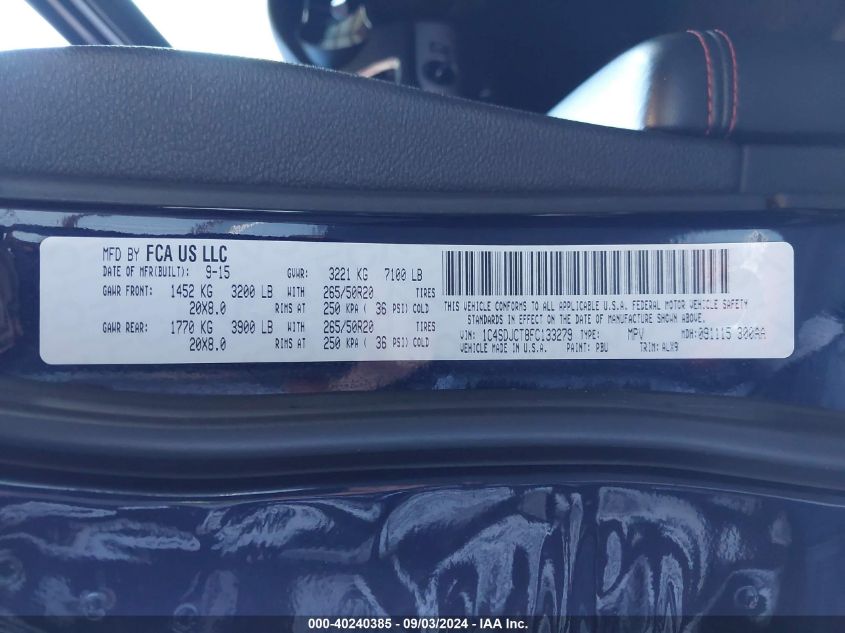 MFD BY FCA US LLC
DATE OF MFR(BUILT): 9-15 GVWR: 3221 KG 7100 LB
GAWR FRONT: 1452 KG 3200 LB WITH 265/50R20 TIRES
20X8.0 RIMS AT 250 KPA ( 36 PSI) COLD
GAWR REAR: 1770 KG 3900 LB WITH 265/50R20 TIRES
20X8.0 RIMS AT 250 KPA ( 36 PSI) COLD
THIS VEHICLE CONFORMS TO ALL APPLICABLE U.S.A. FEDERAL MOTOR VEHICLE SAFETY
STANDARDS IN EFFECT ON THE DATE OF MANUFACTURE SHOWN ABOVE.
VIN: 1C4SDJCT8FC133279 TYPE: MPV MDH: 091115 300AA
VEHICLE MADE IN U.S.A. PAINT: PBU TRIM: ALX9
000-40240385 - 09/03/2024 - IAA Inc.